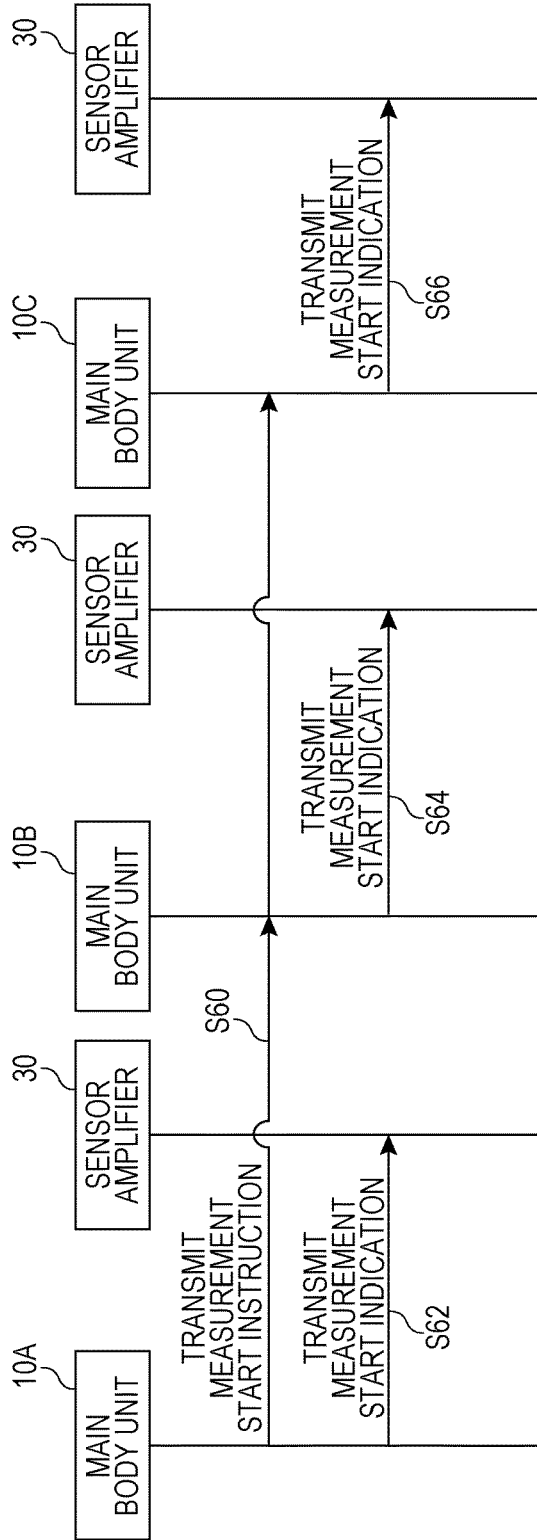 10A
MAIN
BODY UNIT
30
SENSOR
AMPLIFIER
10B
MAIN
BODY UNIT
30
SENSOR
AMPLIFIER
10C
MAIN
BODY UNIT
30
SENSOR
AMPLIFIER
TRANSMIT
MEASUREMENT
START INSTRUCTION
S60
TRANSMIT
MEASUREMENT
START INDICATION
S62
TRANSMIT
MEASUREMENT
START INDICATION
S64
TRANSMIT
MEASUREMENT
START INDICATION
S66